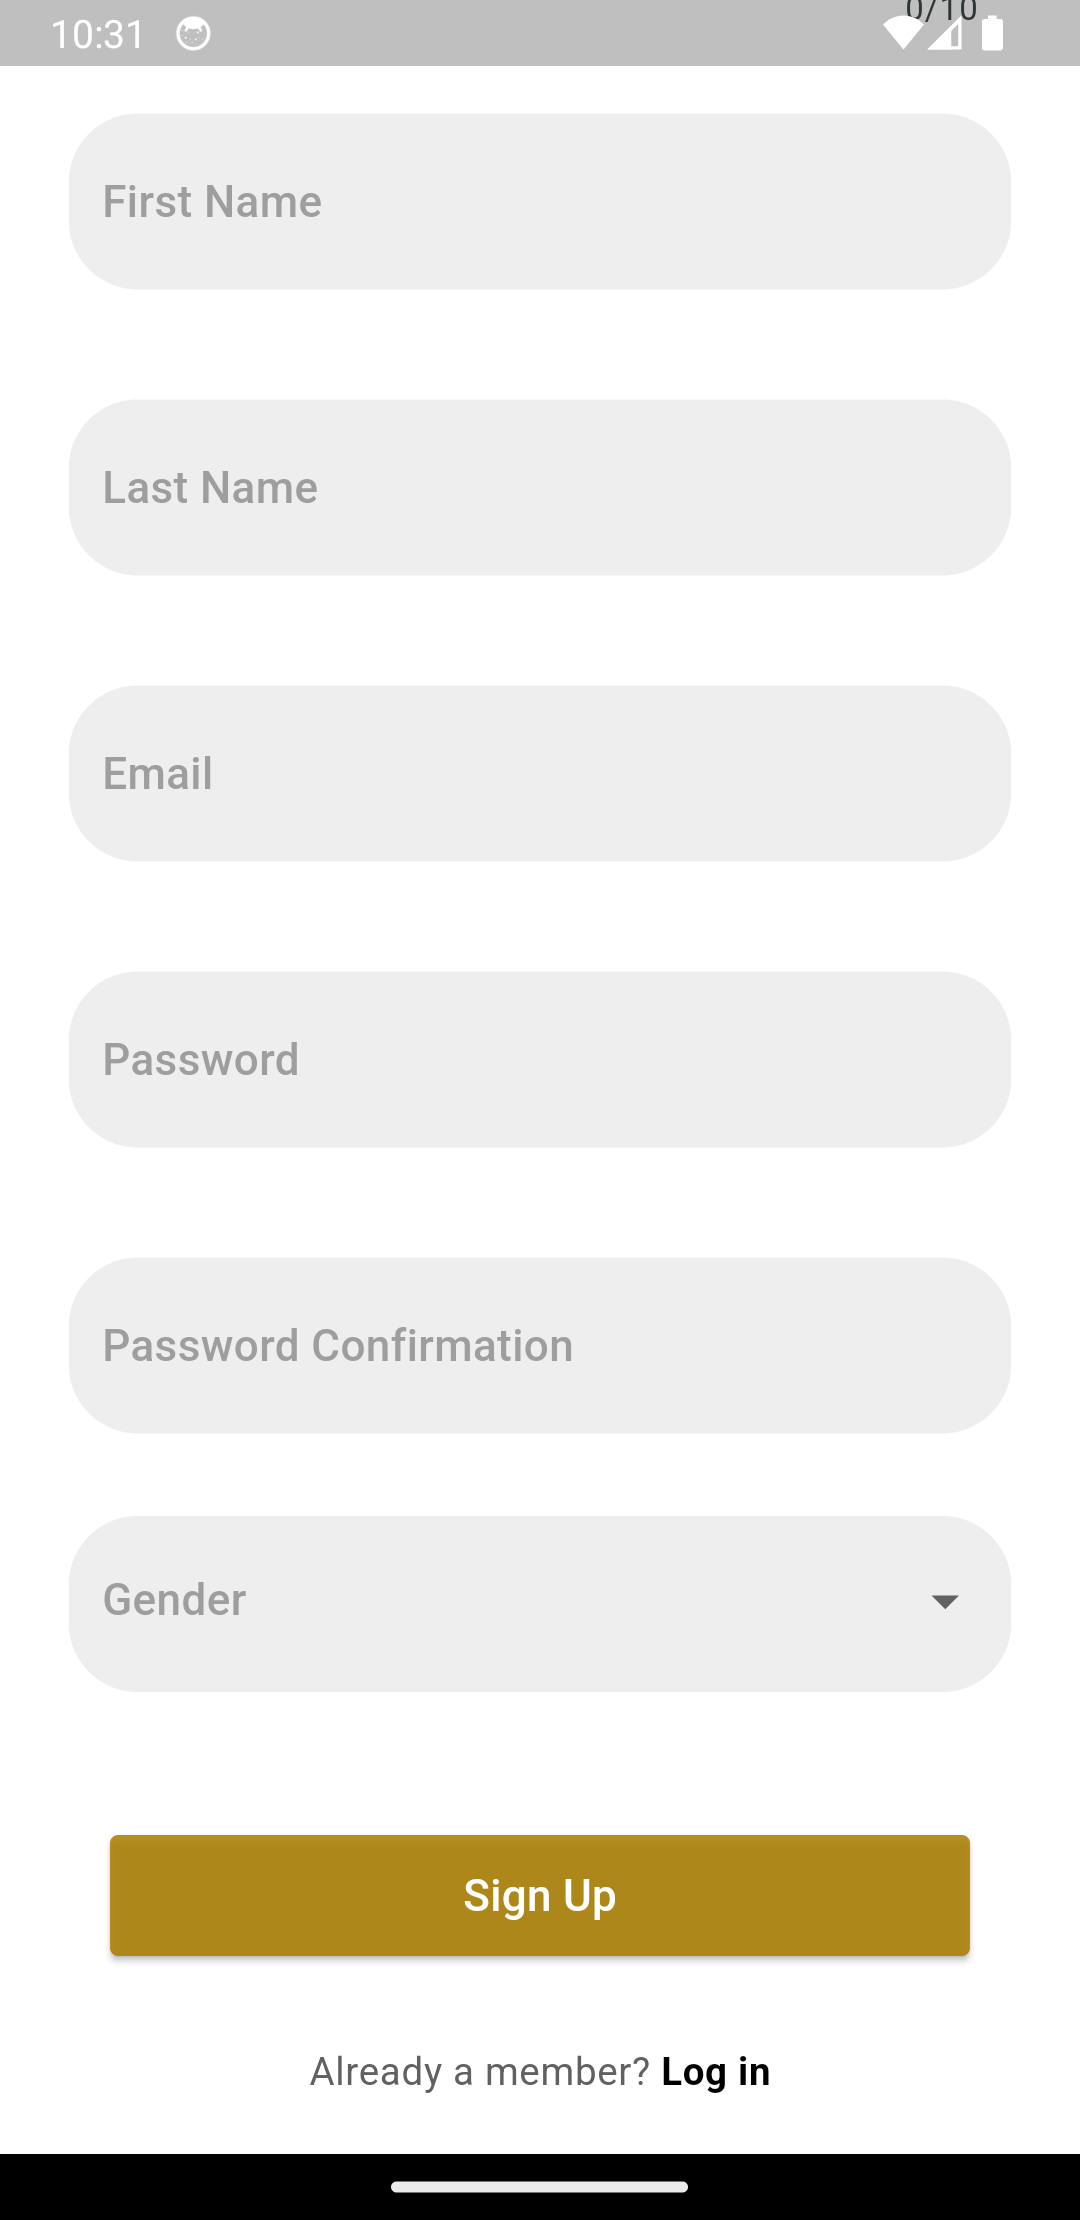 10:31
0/10
First Name
Last Name
Email
Password
Password Confirmation
Gender
Sign Up
Already a member? Log in